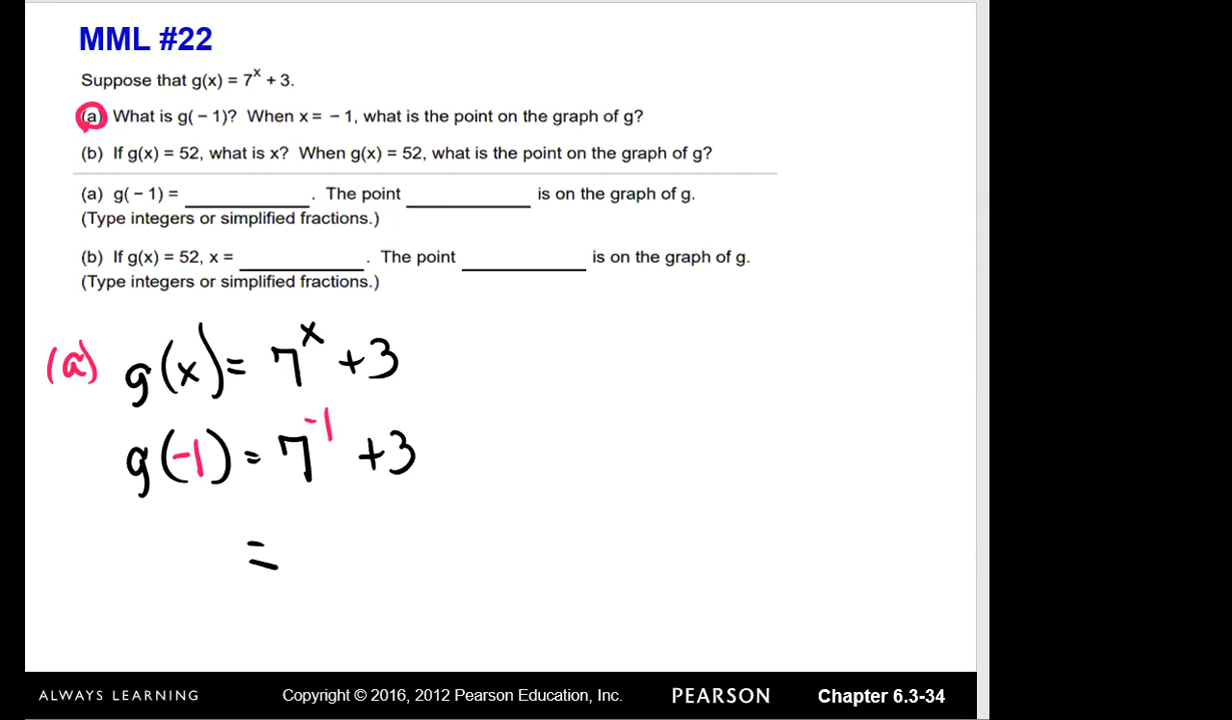 MML #22
Suppose that g(x) = 7^x + 3.
(a) What is g( − 1)? When x = − 1, what is the point on the graph of g?
(b) If g(x) = 52, what is x? When g(x) = 52, what is the point on the graph of g?
(a) g( − 1) = ____________. The point ____________ is on the graph of g.
(Type integers or simplified fractions.)
(b) If g(x) = 52, x = ____________. The point ____________ is on the graph of g.
(Type integers or simplified fractions.)
(a) g(x) = 7^x + 3
g(-1) = 7^-1 + 3
=
ALWAYS LEARNING Copyright © 2016, 2012 Pearson Education, Inc. PEARSON Chapter 6.3-34